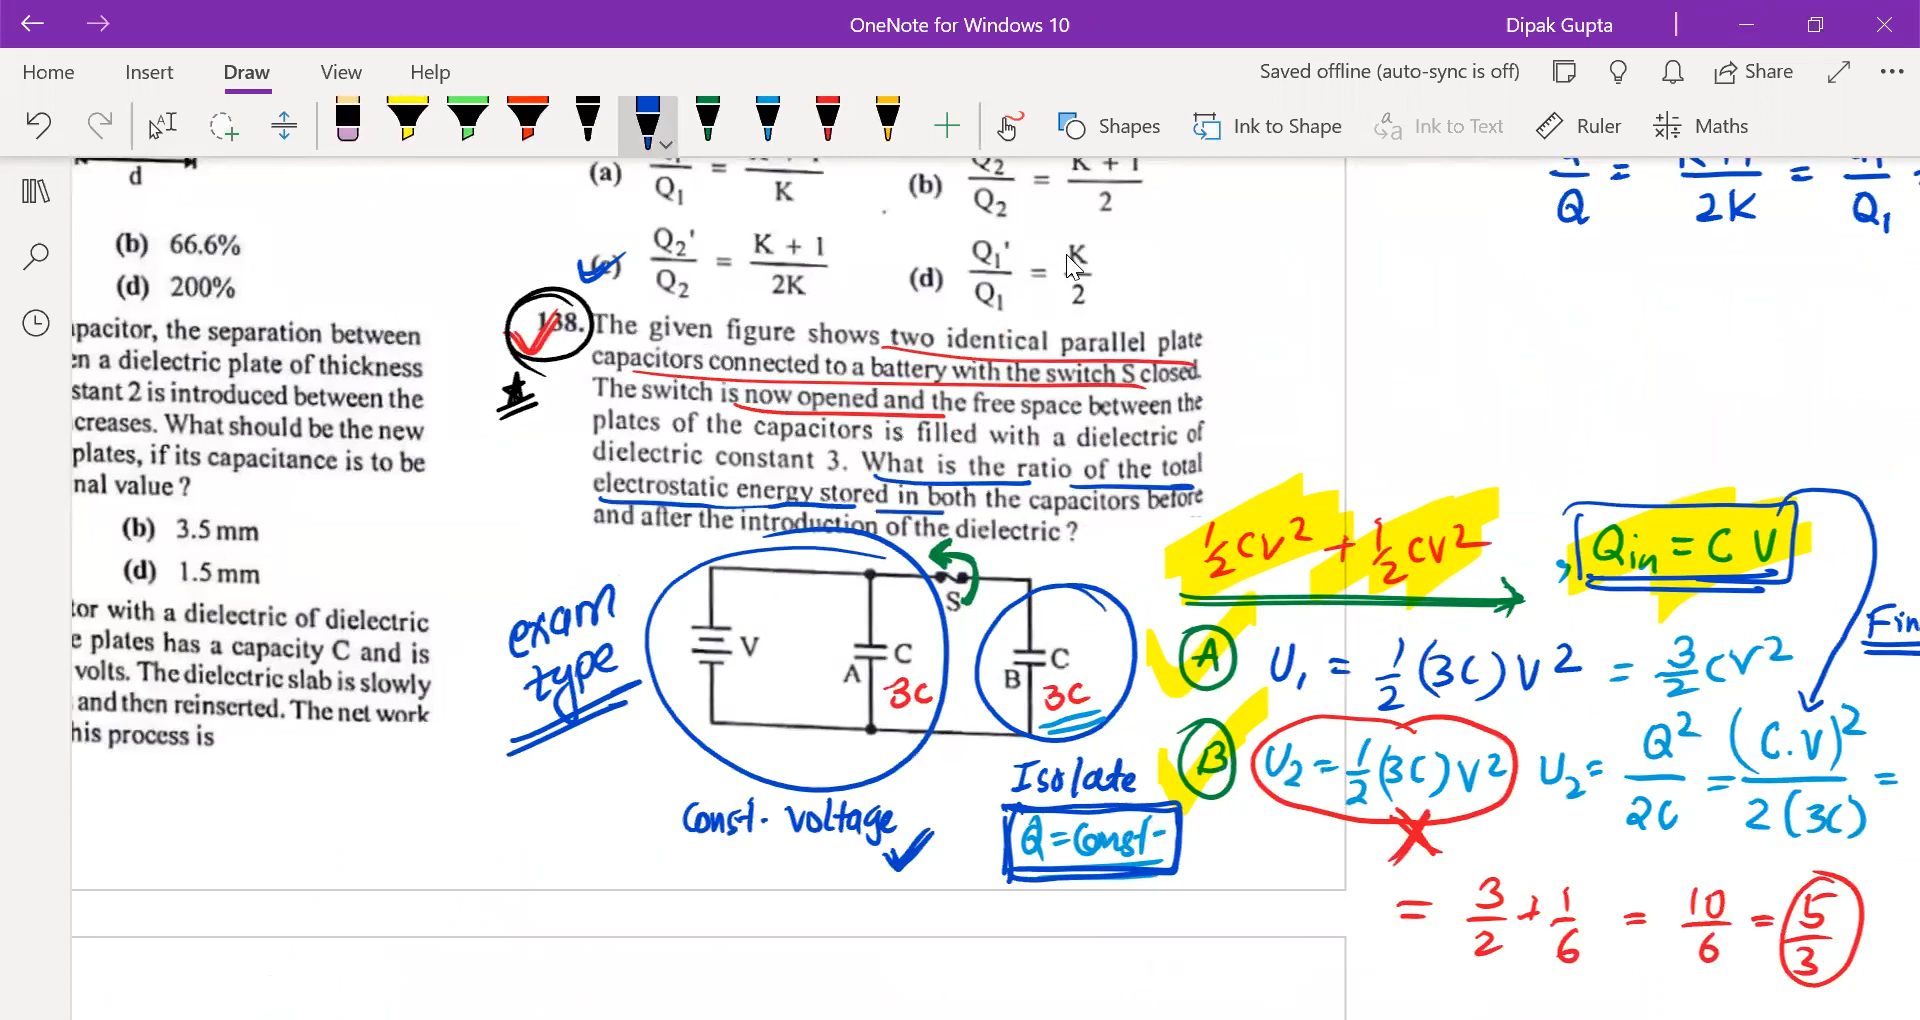 OneNote for Windows 10
Dipak Gupta
Home Insert Draw View Help
Saved offline (auto-sync is off)
Share
Shapes
Ink to Shape
Ink to Text
Ruler
Maths
d
(b) 66.6%
(d) 200%
pacitor, the separation between
en a dielectric plate of thickness
stant 2 is introduced between the
creases. What should be the new
plates, if its capacitance is to be
nal value ?
(b) 3.5 mm
(d) 1.5 mm
tor with a dielectric of dielectric
e plates has a capacity C and is
volts. The dielectric slab is slowly
and then reinserted. The net work
his process is
(a) /Q1 = K + 1/K
(b) Q2/Q2 = K + 1/2
(c) Q2'/Q2 = K + 1/2K
(d) Q1'/Q1 = K/2
138. The given figure shows two identical parallel plate
capacitors connected to a battery with the switch S closed.
The switch is now opened and the free space between the
plates of the capacitors is filled with a dielectric of
dielectric constant 3. What is the ratio of the total
electrostatic energy stored in both the capacitors before
and after the introduction of the dielectric ?
exam
type
V
A
C
3C
S
B
C
3C
Const. voltage
Isolate
Q = Const
/Q = K+1/2K = /Q1 =
½CV² + ½CV²
, Qin = C V
Fin
A U1 = ½(3C)V² = 3/2 CV²
B U2 = ½(3C)V² U2 = Q²/2C = (C.V)²/2(3C) =
= 3/2 + 1/6 = 10/6 = 5/3